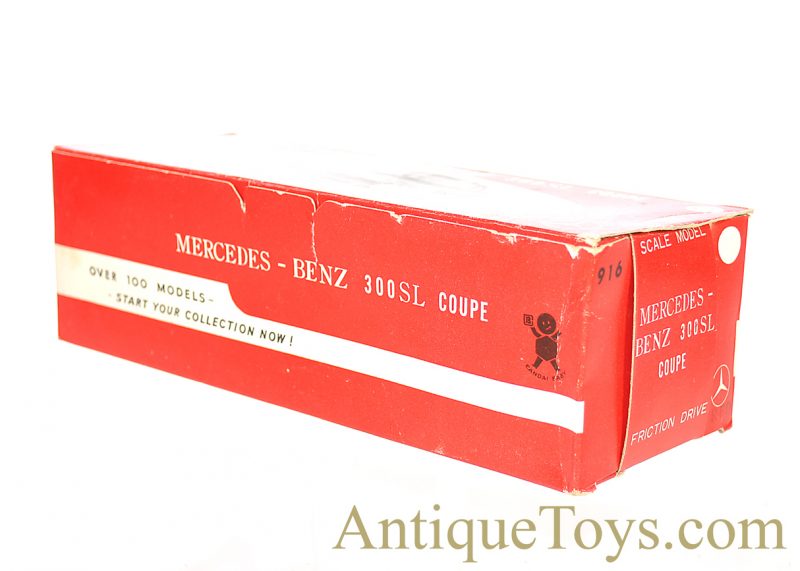 MERCEDES - BENZ 300SL COUPE
OVER 100 MODELS -
- START YOUR COLLECTION NOW!
916
SCALE MODEL
MERCEDES -
BENZ 300SL
COUPE
FRICTION DRIVE
AntiqueToys.com